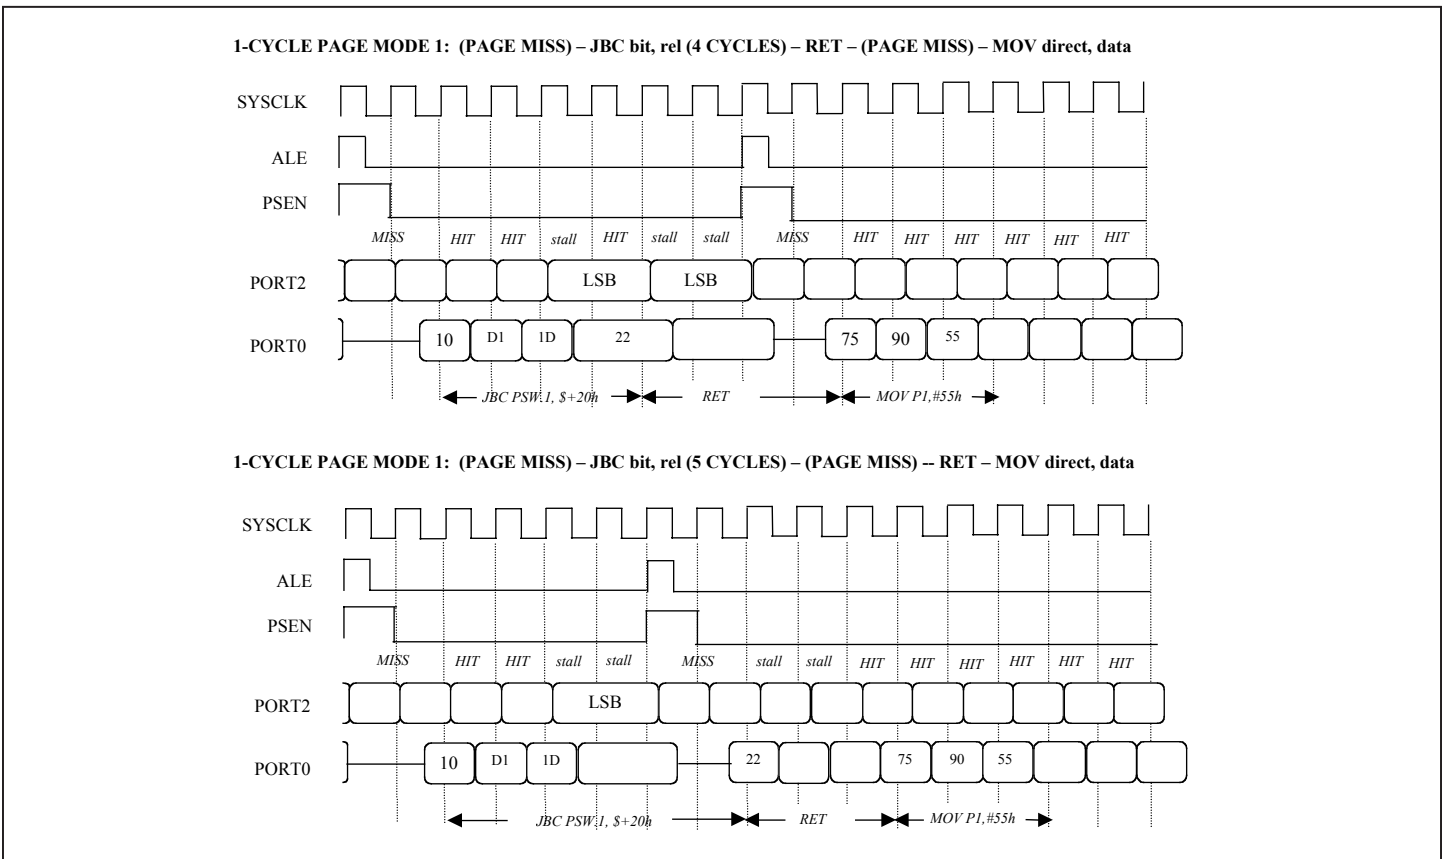 1-CYCLE PAGE MODE 1: (PAGE MISS) – JBC bit, rel (4 CYCLES) – RET – (PAGE MISS) – MOV direct, data
SYSCLK
ALE
PSEN
MISS HIT HIT stall HIT stall stall MISS HIT HIT HIT HIT HIT HIT
PORT2 LSB LSB
PORT0 10 D1 1D 22 75 90 55
JBC PSW.1, $+20h RET MOV P1,#55h
1-CYCLE PAGE MODE 1: (PAGE MISS) – JBC bit, rel (5 CYCLES) – (PAGE MISS) -- RET – MOV direct, data
SYSCLK
ALE
PSEN
MISS HIT HIT stall stall MISS stall stall HIT HIT HIT HIT HIT HIT
PORT2 LSB
PORT0 10 D1 1D 22 75 90 55
JBC PSW.1, $+20h RET MOV P1,#55h